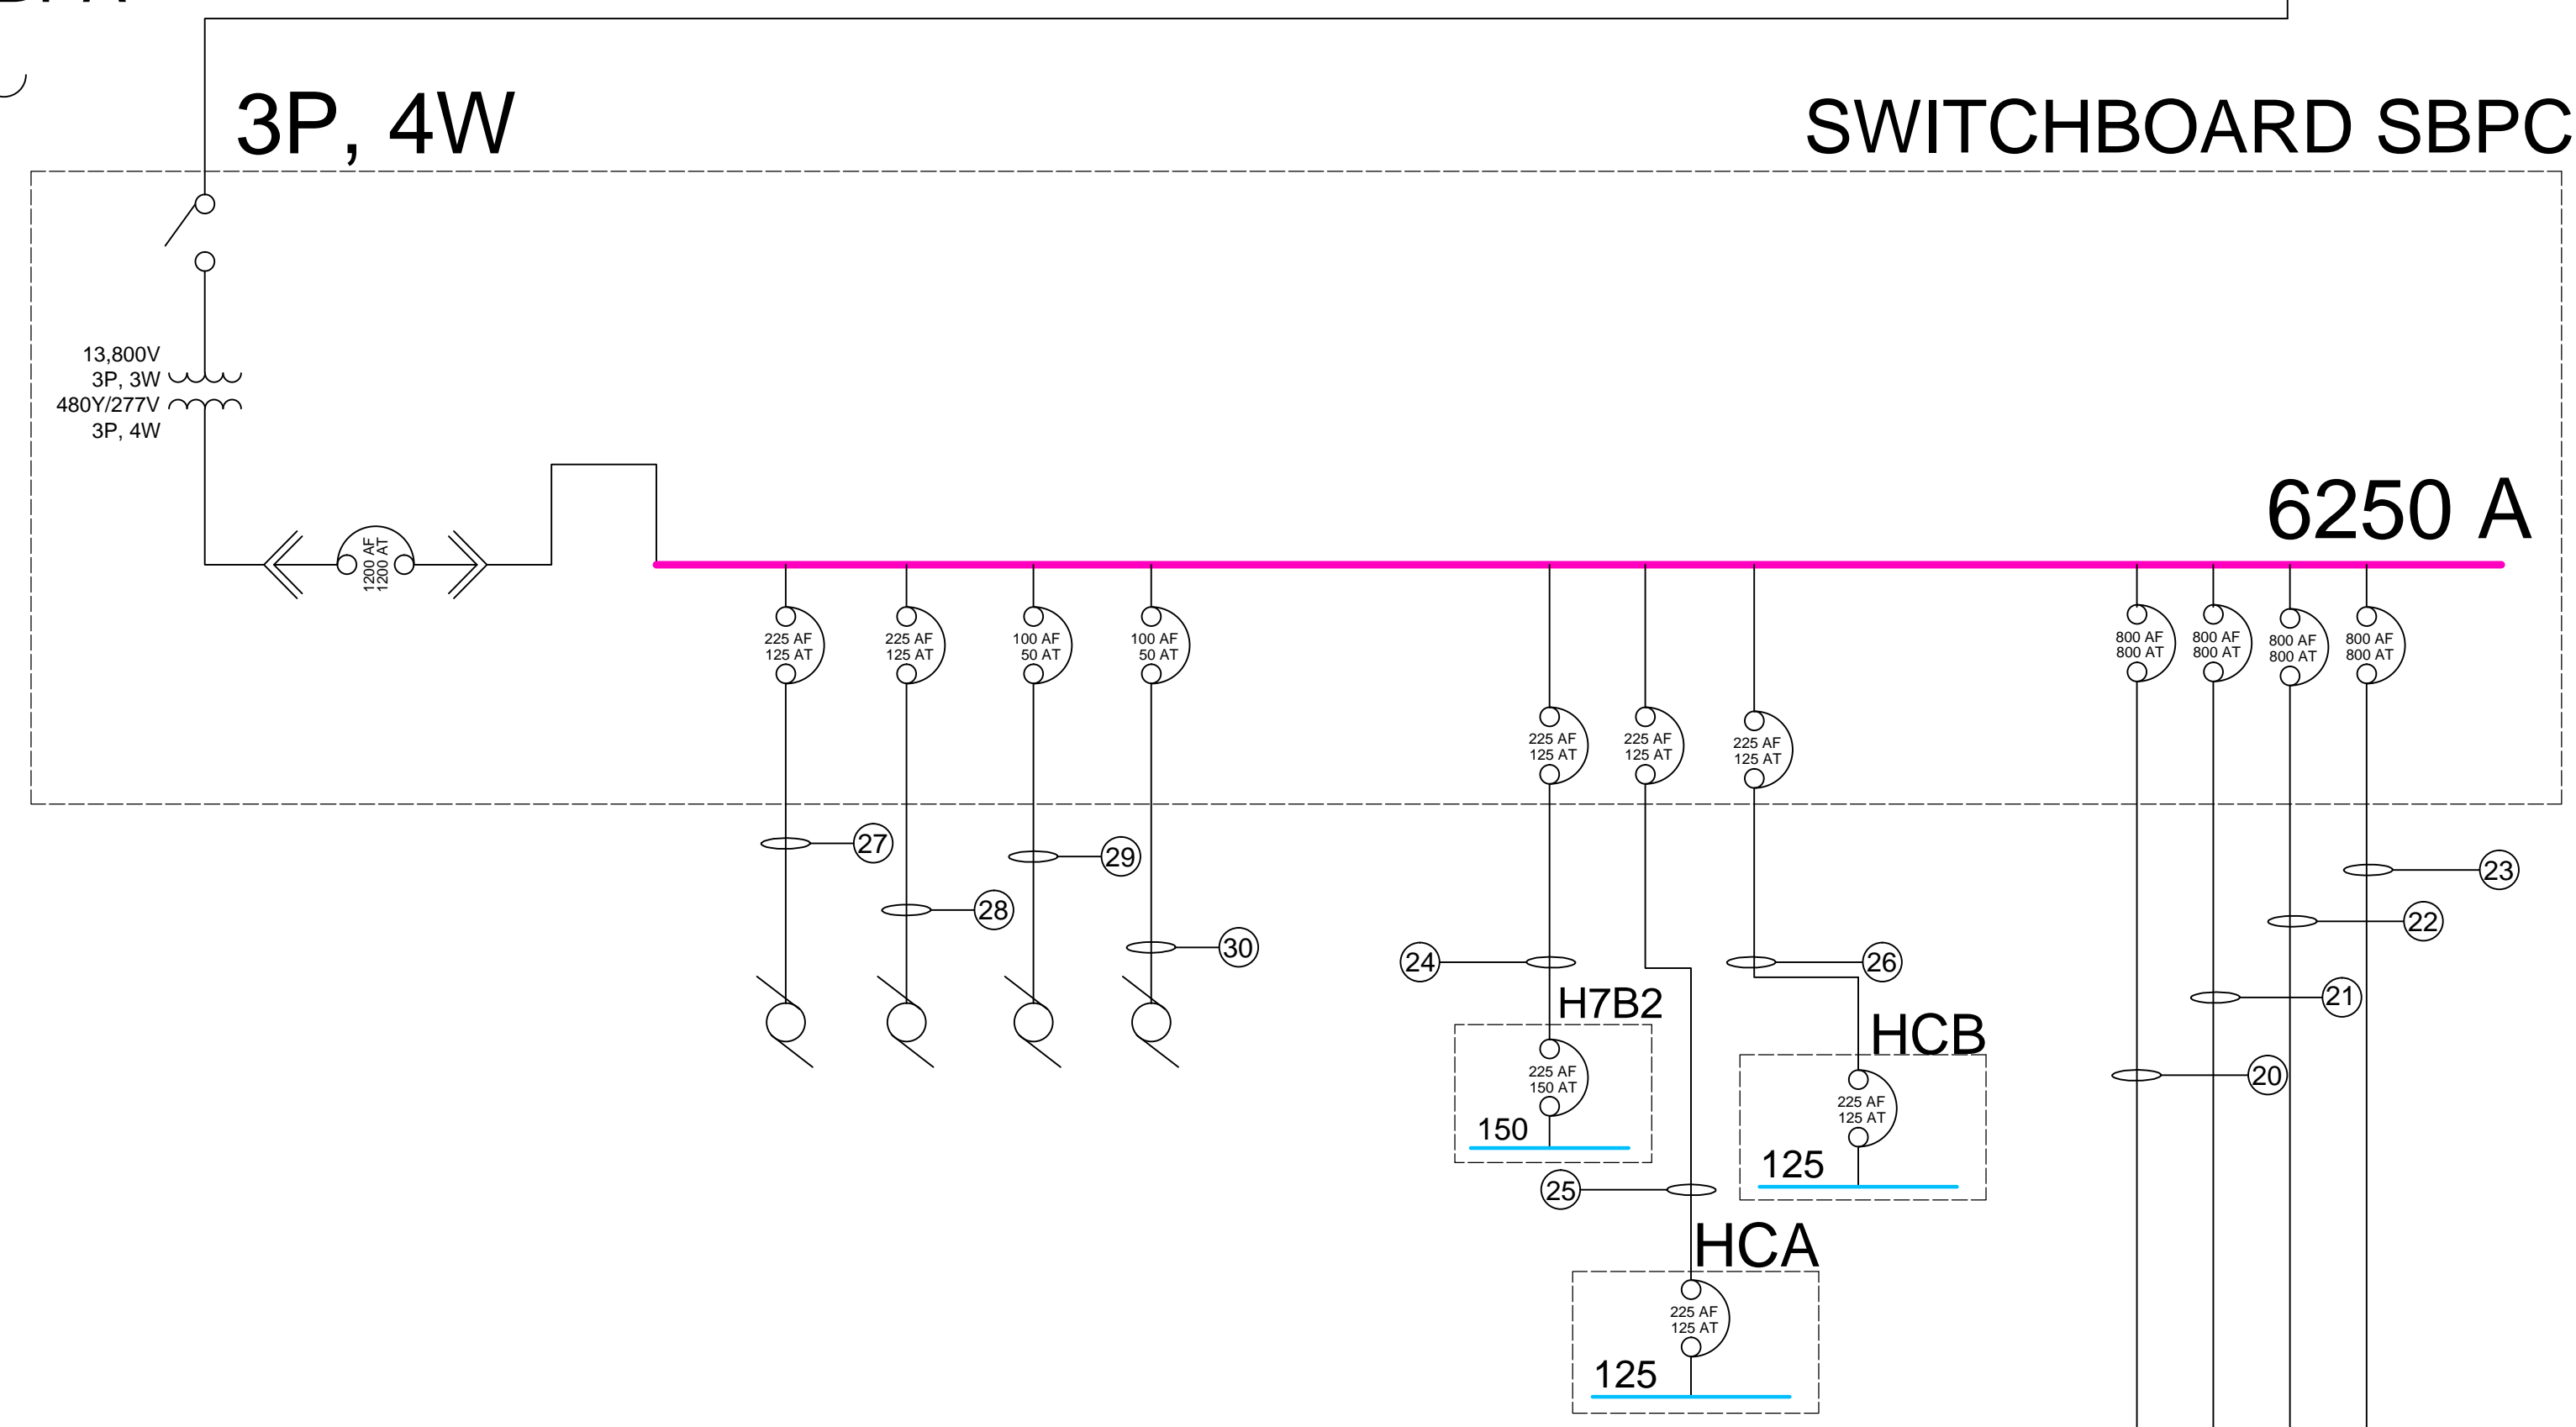 3P, 4W
SWITCHBOARD SBPC
13,800V
3P, 3W
480Y/277V
3P, 4W
6250 A
1200 AF
1200 AT
225 AF
125 AT
225 AF
125 AT
100 AF
50 AT
100 AF
50 AT
225 AF
125 AT
225 AF
125 AT
225 AF
125 AT
800 AF
800 AT
800 AF
800 AT
800 AF
800 AT
800 AF
800 AT
27
28
29
30
24
26
23
22
21
20
H7B2
225 AF
150 AT
150
HCB
225 AF
125 AT
125
25
HCA
225 AF
125 AT
125